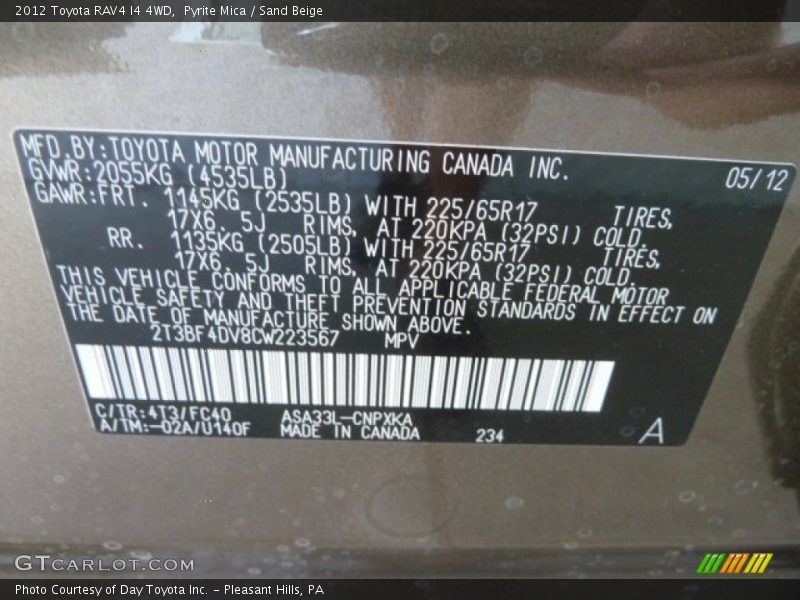 2012 Toyota RAV4 I4 4WD, Pyrite Mica / Sand Beige
MFD.BY:TOYOTA MOTOR MANUFACTURING CANADA INC. 05/12
GVWR:2055KG (4535LB)
GAWR:FRT. 1145KG (2535LB) WITH 225/65R17 TIRES,
17X6.5J RIMS, AT 220KPA (32PSI) COLD.
RR. 1135KG (2505LB) WITH 225/65R17 TIRES,
17X6.5J RIMS, AT 220KPA (32PSI) COLD.
THIS VEHICLE CONFORMS TO ALL APPLICABLE FEDERAL MOTOR
VEHICLE SAFETY AND THEFT PREVENTION STANDARDS IN EFFECT ON
THE DATE OF MANUFACTURE SHOWN ABOVE.
2T3BF4DV8CW223567 MPV
C/TR:4T3/FC40 ASA33L-CNPXKA
A/TM:-02A/U140F MADE IN CANADA 234 A
GTCARLOT.COM
Photo Courtesy of Day Toyota Inc. - Pleasant Hills, PA